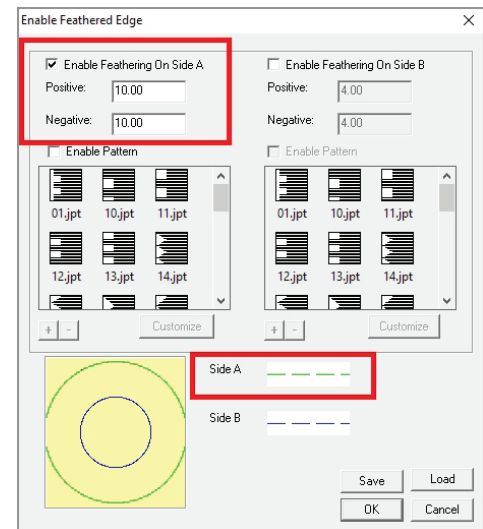 Enable Feathered Edge
Enable Feathering On Side A
Enable Feathering On Side B
Positive: 10.00
Positive: 4.00
Negative: 10.00
Negative: 4.00
Enable Pattern
Enable Pattern
01.jpt 10.jpt 11.jpt
01.jpt 10.jpt 11.jpt
12.jpt 13.jpt 14.jpt
12.jpt 13.jpt 14.jpt
+ - Customize
+ - Customize
Side A
Side B
Save Load
OK Cancel